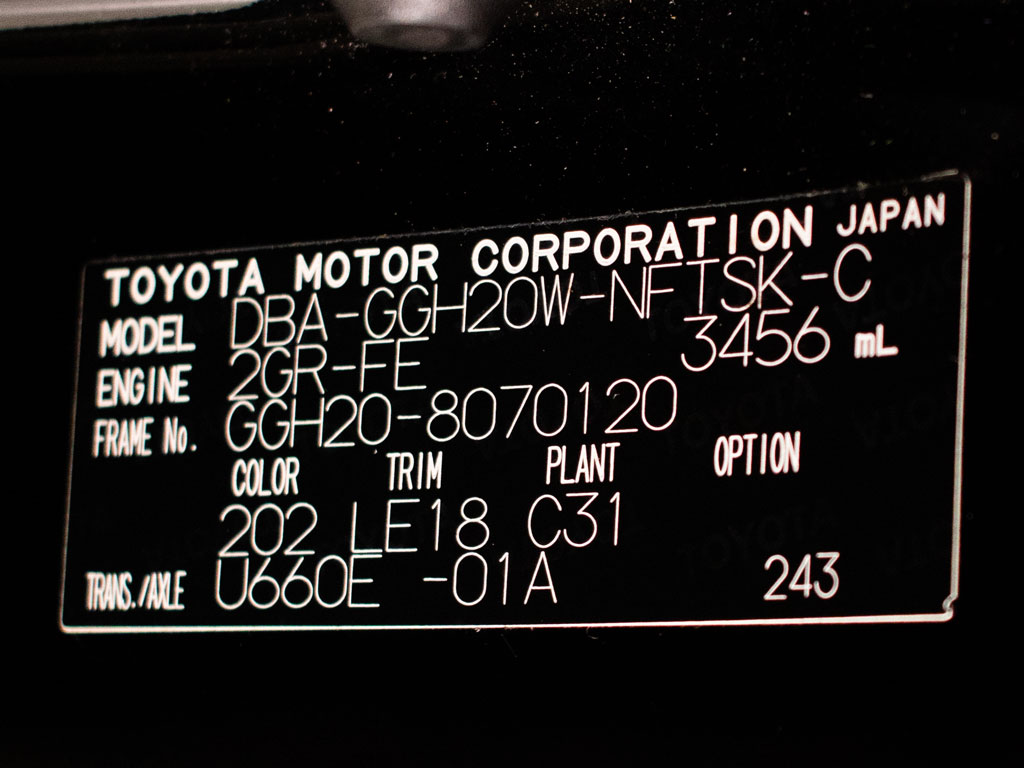 TOYOTA MOTOR CORPORATION JAPAN
MODEL DBA-GGH20W-NFTSK-C
ENGINE 2GR-FE 3456 mL
FRAME No. GGH20-8070120
COLOR TRIM PLANT OPTION
202 LE18 C31
TRANS./AXLE U660E -01A 243